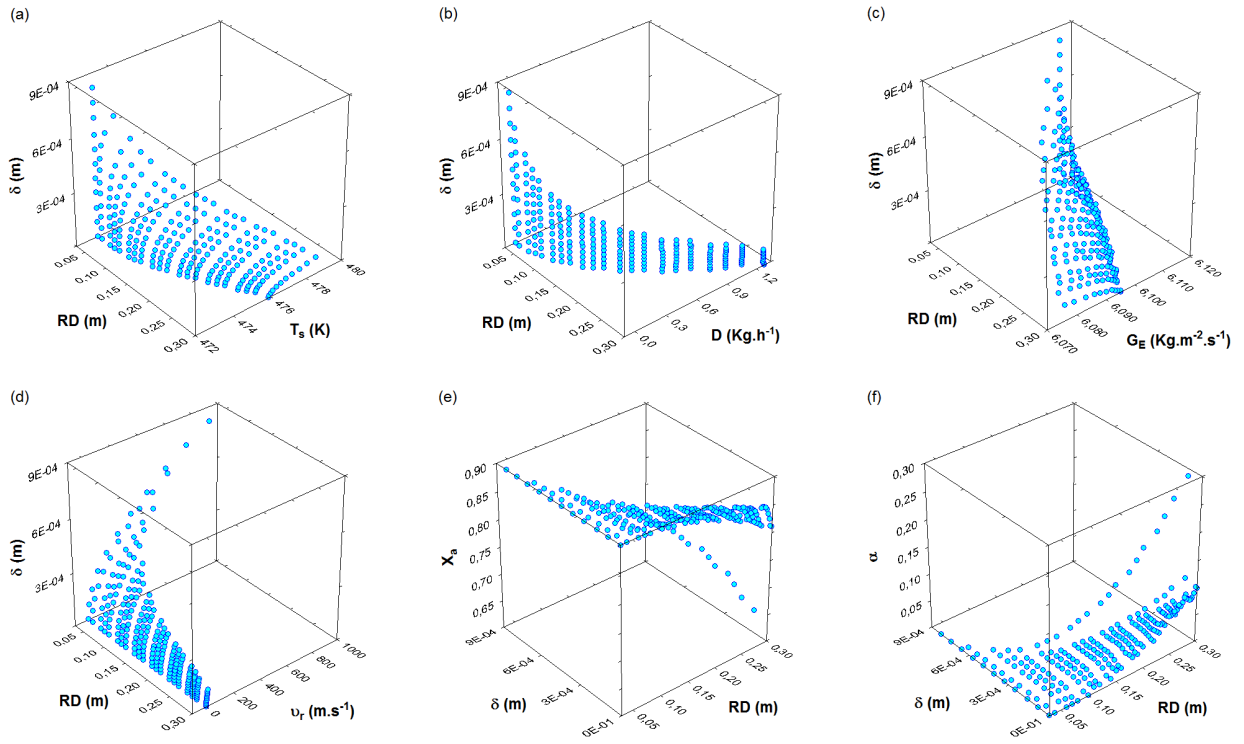 (a)
9E-04
6E-04
3E-04
δ (m)
0,05
0,10
0,15
0,20
0,25
0,30
RD (m)
472
474
476
478
480
T_s (K)
(b)
9E-04
6E-04
3E-04
δ (m)
0,05
0,10
0,15
0,20
0,25
0,30
RD (m)
0,0
0,3
0,6
0,9
1,2
D (Kg.h⁻¹)
(c)
9E-04
6E-04
3E-04
δ (m)
0,05
0,10
0,15
0,20
0,25
0,30
RD (m)
6,070
6,080
6,090
6,100
6,120
G_E (Kg.m⁻².s⁻¹)
(d)
9E-04
6E-04
3E-04
δ (m)
0,05
0,10
0,15
0,20
0,25
0,30
RD (m)
0
200
400
600
800
1000
υ_r (m.s⁻¹)
(e)
0,90
0,85
0,80
0,75
0,70
0,65
X_a
9E-04
6E-04
3E-04
0E-01
δ (m)
0,05
0,10
0,15
0,20
0,25
0,30
RD (m)
(f)
0,30
0,25
0,20
0,15
0,10
0,05
α
9E-04
6E-04
3E-04
0E-01
δ (m)
0,05
0,10
0,15
0,20
0,25
0,30
RD (m)